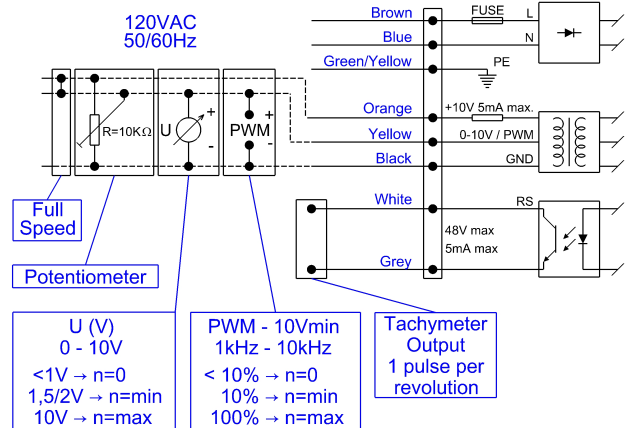 120VAC
50/60Hz
Brown
FUSE
L
Blue
N
Green/Yellow
PE
Orange
+10V 5mA max.
R=10KΩ
U
+
-
PWM
+
-
Yellow
0-10V / PWM
Black
GND
White
RS
48V max
5mA max
Grey
Full
Speed
Potentiometer
U (V)
0 - 10V
<1V → n=0
1,5/2V → n=min
10V → n=max
PWM - 10Vmin
1kHz - 10kHz
< 10% → n=0
10% → n=min
100% → n=max
Tachymeter
Output
1 pulse per
revolution